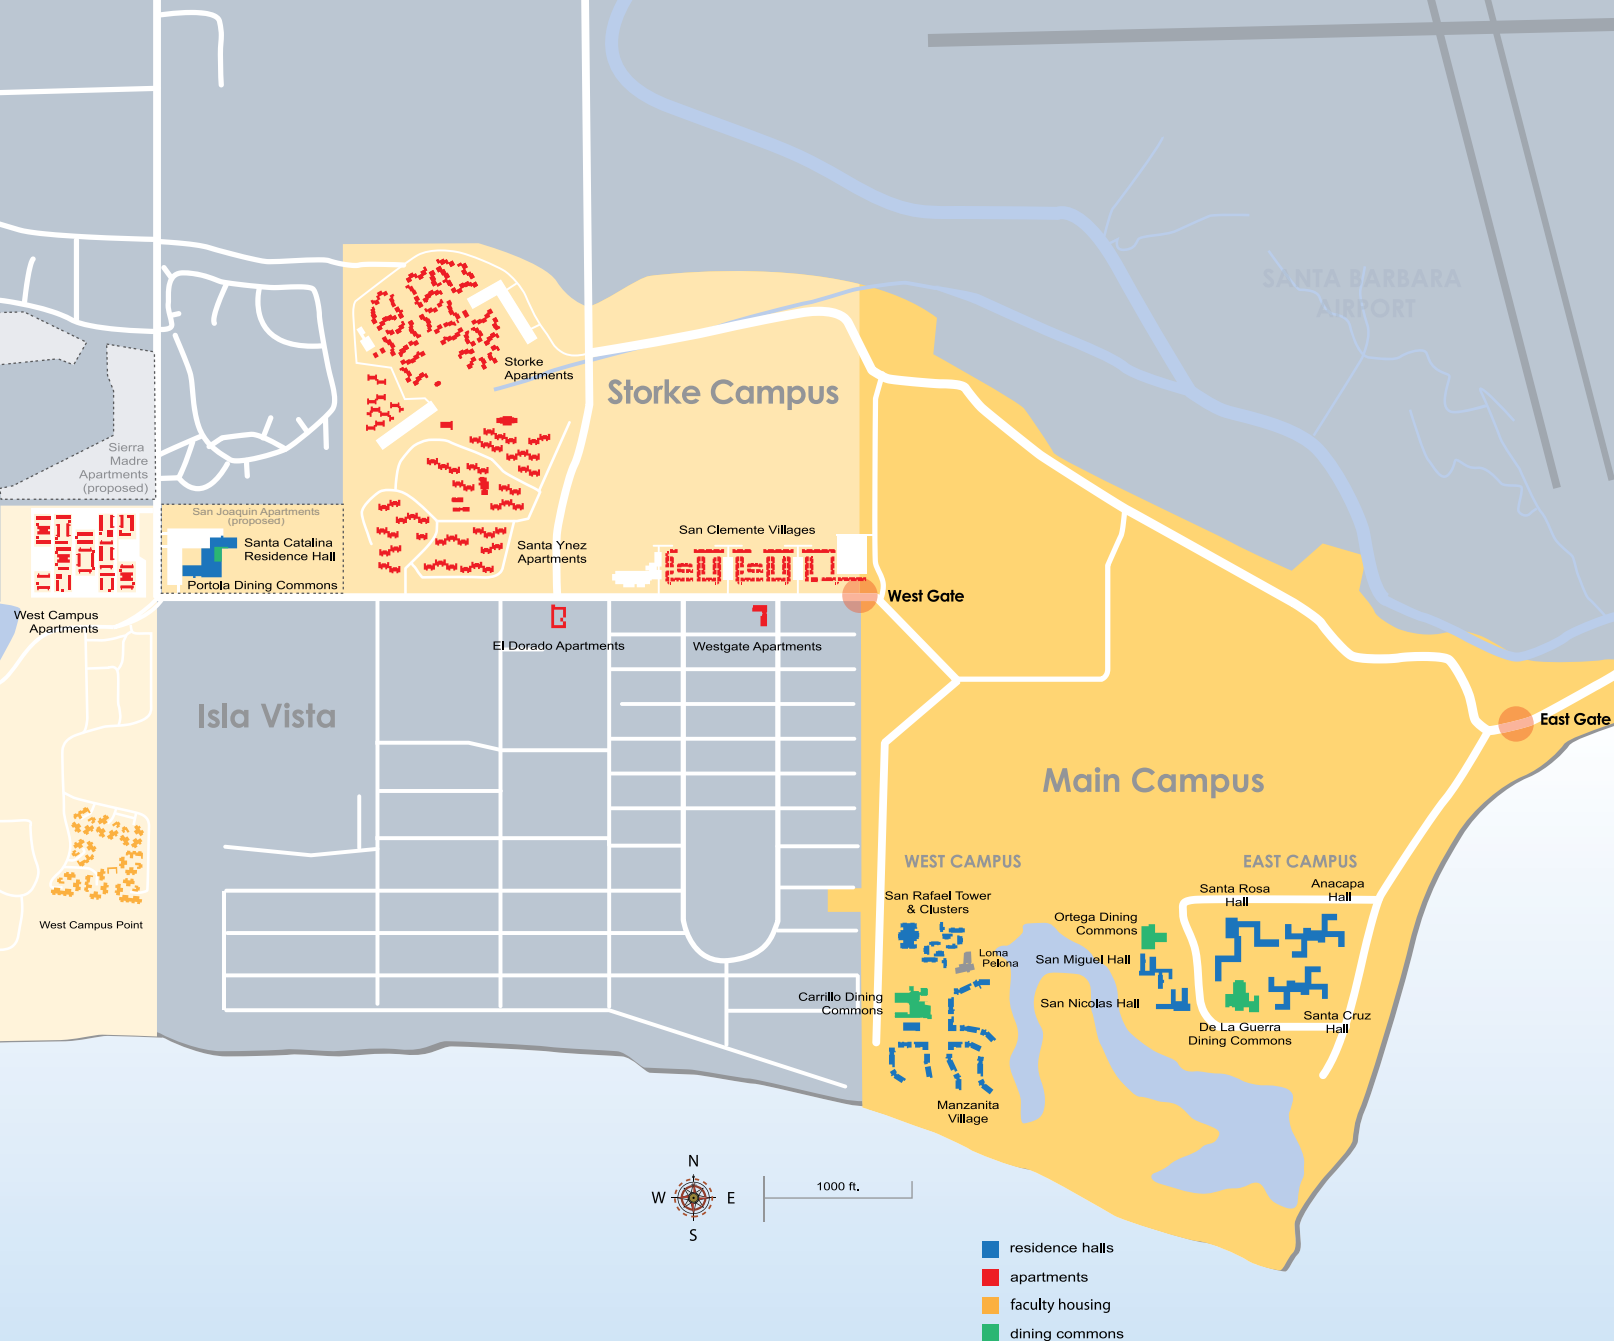 SANTA BARBARA
AIRPORT
Storke
Apartments
Storke Campus
Sierra
Madre
Apartments
(proposed)
San Joaquin Apartments
(proposed)
Santa Catalina
Residence Hall
Portola Dining Commons
Santa Ynez
Apartments
San Clemente Villages
West Gate
West Campus
Apartments
El Dorado Apartments
Westgate Apartments
Isla Vista
East Gate
Main Campus
WEST CAMPUS
EAST CAMPUS
San Rafael Tower
& Clusters
Santa Rosa
Hall
Anacapa
Hall
Ortega Dining
Commons
West Campus Point
Loma
Pelona
San Miguel Hall
Carrillo Dining
Commons
San Nicolas Hall
Santa Cruz
Hall
De La Guerra
Dining Commons
Manzanita
Village
N
W
E
S
1000 ft.
residence halls
apartments
faculty housing
dining commons